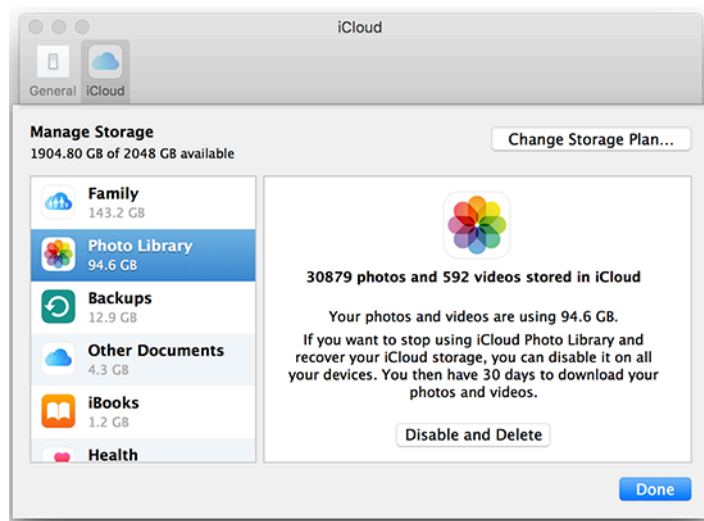 iCloud
General iCloud
Manage Storage
1904.80 GB of 2048 GB available
Change Storage Plan...
Family
143.2 GB
Photo Library
94.6 GB
Backups
12.9 GB
Other Documents
4.3 GB
iBooks
1.2 GB
Health
30879 photos and 592 videos stored in iCloud
Your photos and videos are using 94.6 GB.
If you want to stop using iCloud Photo Library and
recover your iCloud storage, you can disable it on all
your devices. You then have 30 days to download your
photos and videos.
Disable and Delete
Done